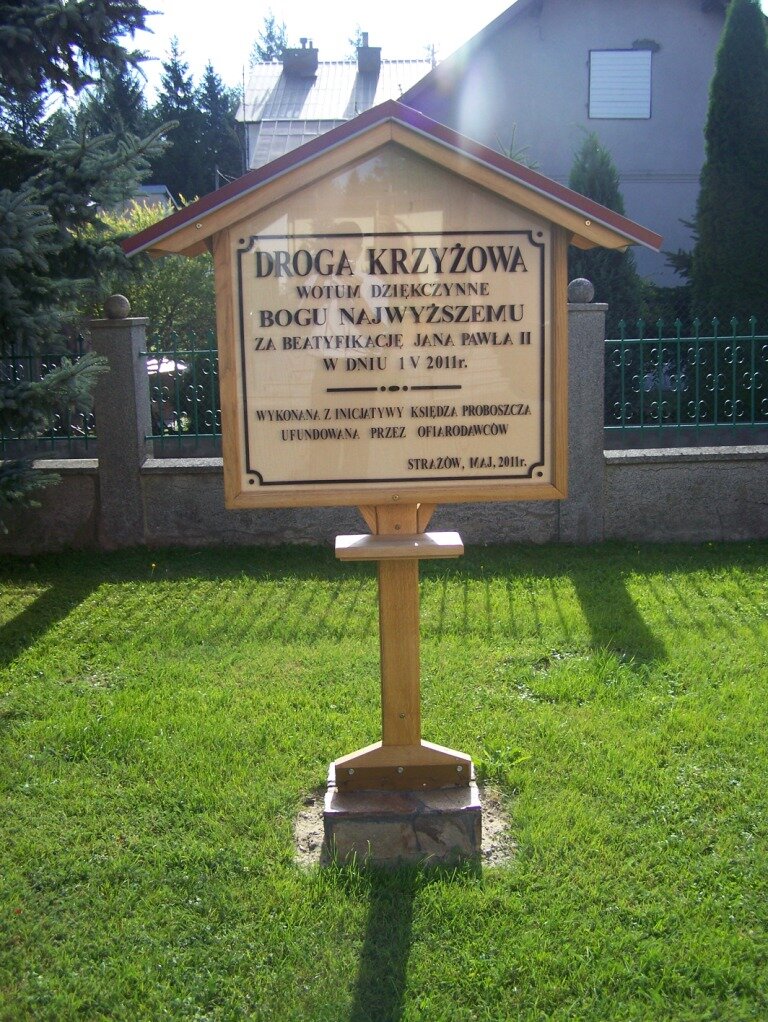 DROGA KRZYŻOWA
WOTUM DZIĘKCZYNNE
BOGU NAJWYŻSZEMU
ZA BEATYFIKACJĘ JANA PAWŁA II
W DNIU 1 V 2011r.
WYKONANA Z INICJATYWY KSIĘDZA PROBOSZCZA
UFUNDOWANA PRZEZ OFIARODAWCÓW
STRAŻÓW, MAJ, 2011r.